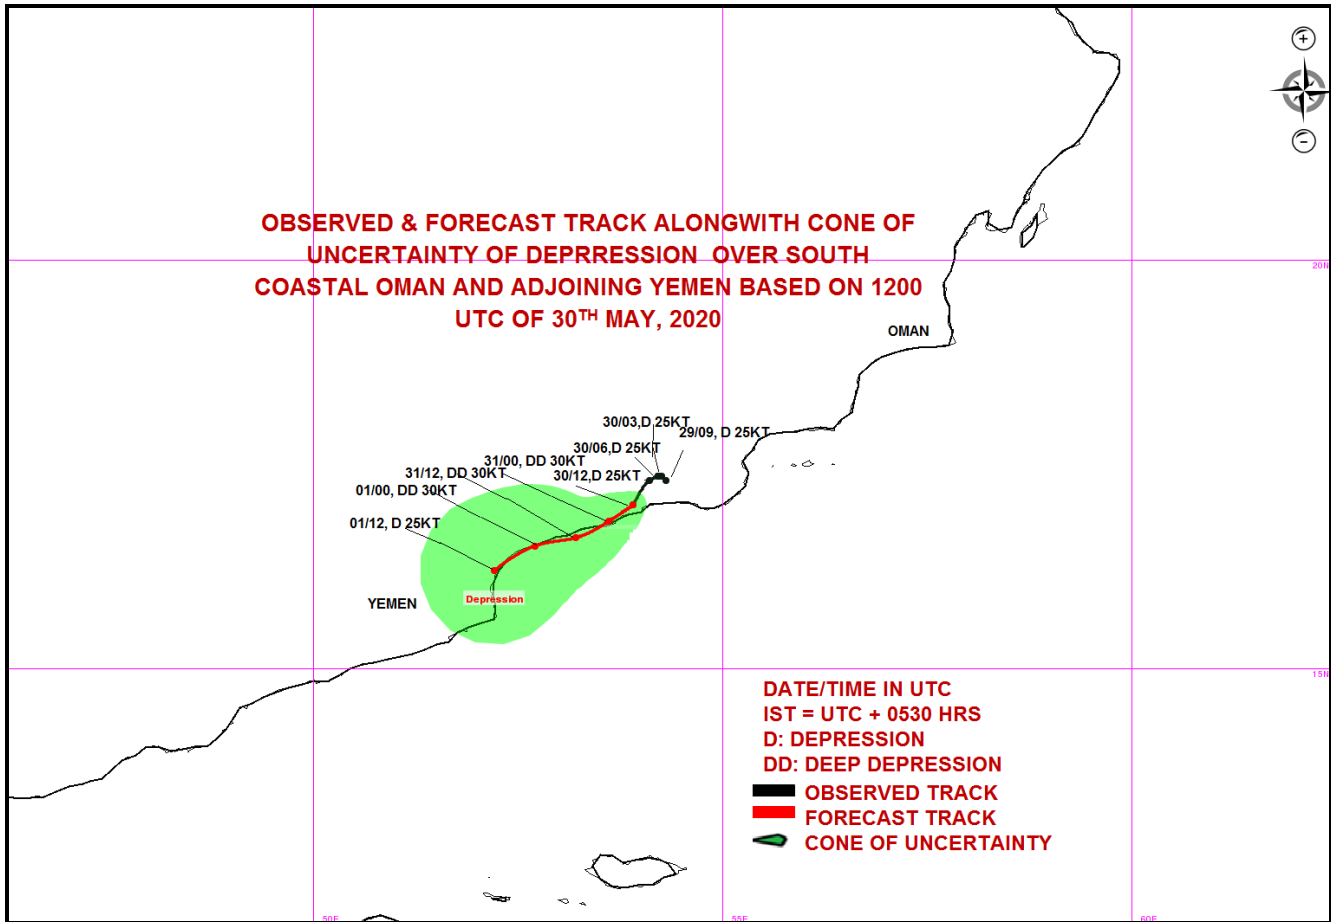 OBSERVED & FORECAST TRACK ALONGWITH CONE OF
UNCERTAINTY OF DEPRRESSION OVER SOUTH
COASTAL OMAN AND ADJOINING YEMEN BASED ON 1200
UTC OF 30TH MAY, 2020
20N
OMAN
30/03,D 25KT
29/09, D 25KT
30/06,D 25KT
31/00, DD 30KT
30/12,D 25KT
31/12, DD 30KT
01/00, DD 30KT
01/12, D 25KT
Depression
YEMEN
15N
DATE/TIME IN UTC
IST = UTC + 0530 HRS
D: DEPRESSION
DD: DEEP DEPRESSION
OBSERVED TRACK
FORECAST TRACK
CONE OF UNCERTAINTY
50E
55E
60E